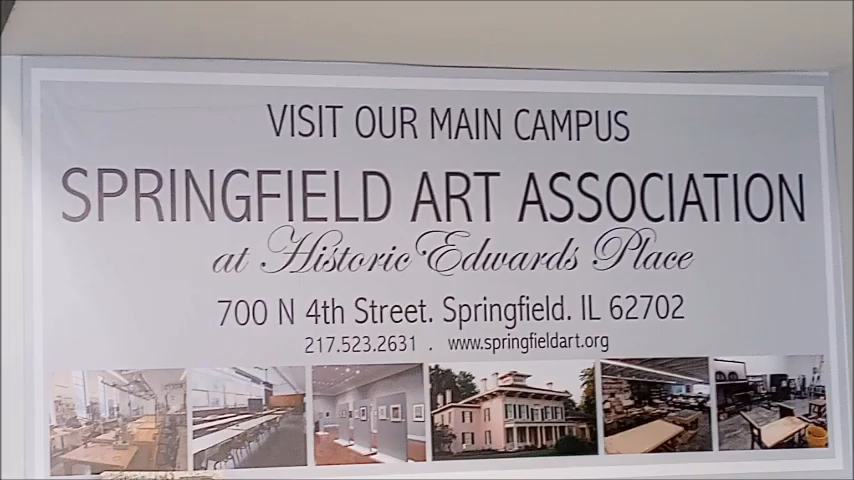 VISIT OUR MAIN CAMPUS
SPRINGFIELD ART ASSOCIATION
at Historic Edwards Place
700 N 4th Street. Springfield. IL 62702
217.523.2631 . www.springfieldart.org